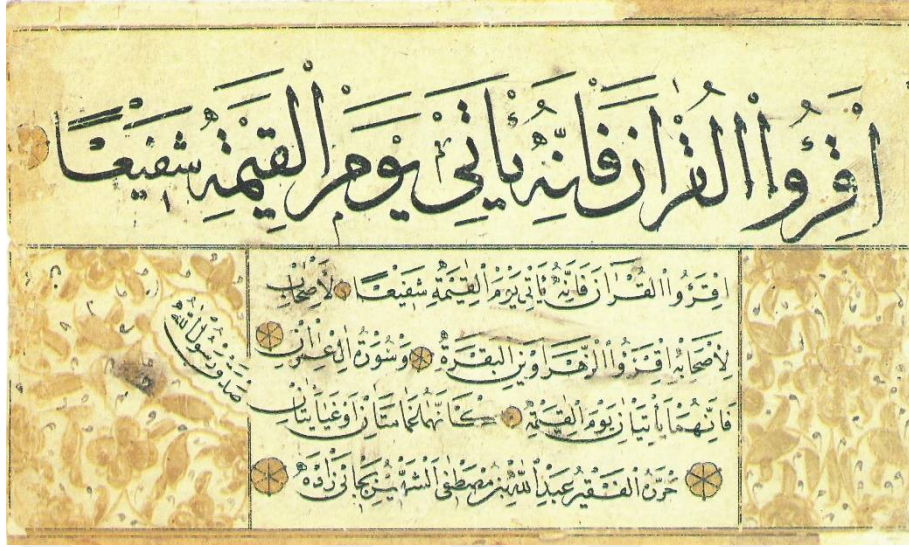 اقرؤا القرآن فانه يأتي يوم القيمة شفيعا
اقرؤا القرآن فانه يأتي يوم القيمة شفيعا لأصحاب
لأصحابه اقرؤا الزهراوين البقرة وسورة آل عمران
فانهما يأتيان يوم القيمة كأنهما غمامتان او غيايتان
حرره الفقير عبد الله بن مصطفى الشهير
صدق رسول الله